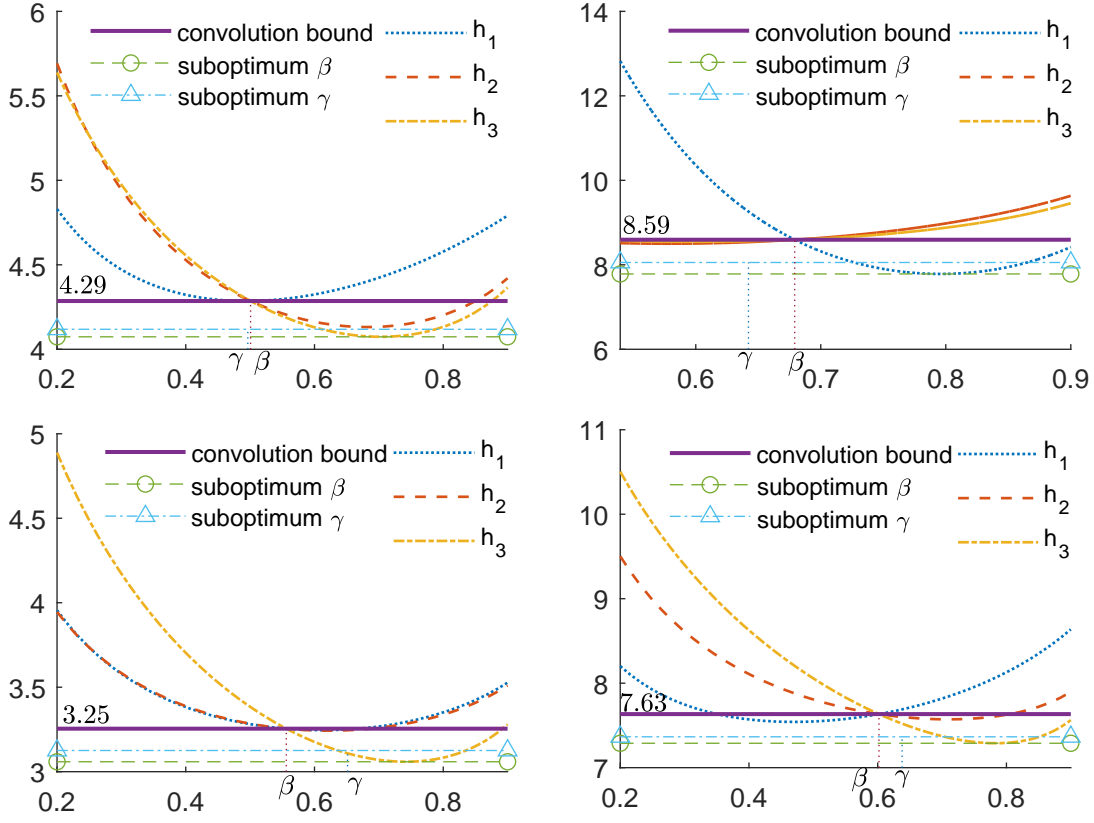 6
5.5
5
4.5
4
convolution bound
suboptimum β
suboptimum γ
h1
h2
h3
4.29
γ β
0.2 0.4 0.6 0.8
14
12
10
8
6
convolution bound
suboptimum β
suboptimum γ
h1
h2
h3
8.59
γ β
0.6 0.7 0.8 0.9
5
4.5
4
3.5
3
convolution bound
suboptimum β
suboptimum γ
h1
h2
h3
3.25
β γ
0.2 0.4 0.6 0.8
11
10
9
8
7
convolution bound
suboptimum β
suboptimum γ
h1
h2
h3
7.63
β γ
0.2 0.4 0.6 0.8